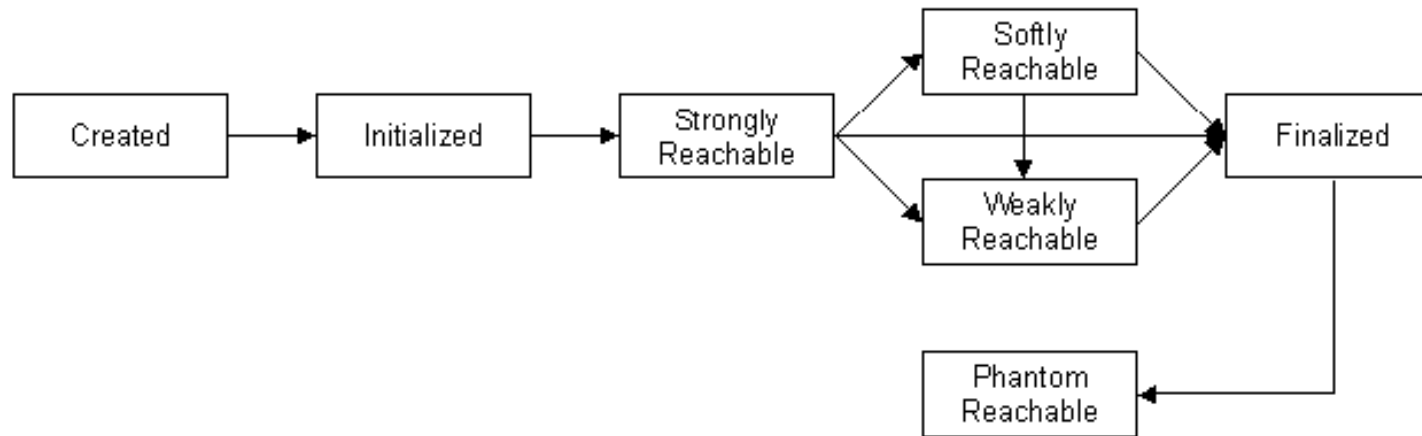 Created
Initialized
Strongly
Reachable
Softly
Reachable
Weakly
Reachable
Finalized
Phantom
Reachable